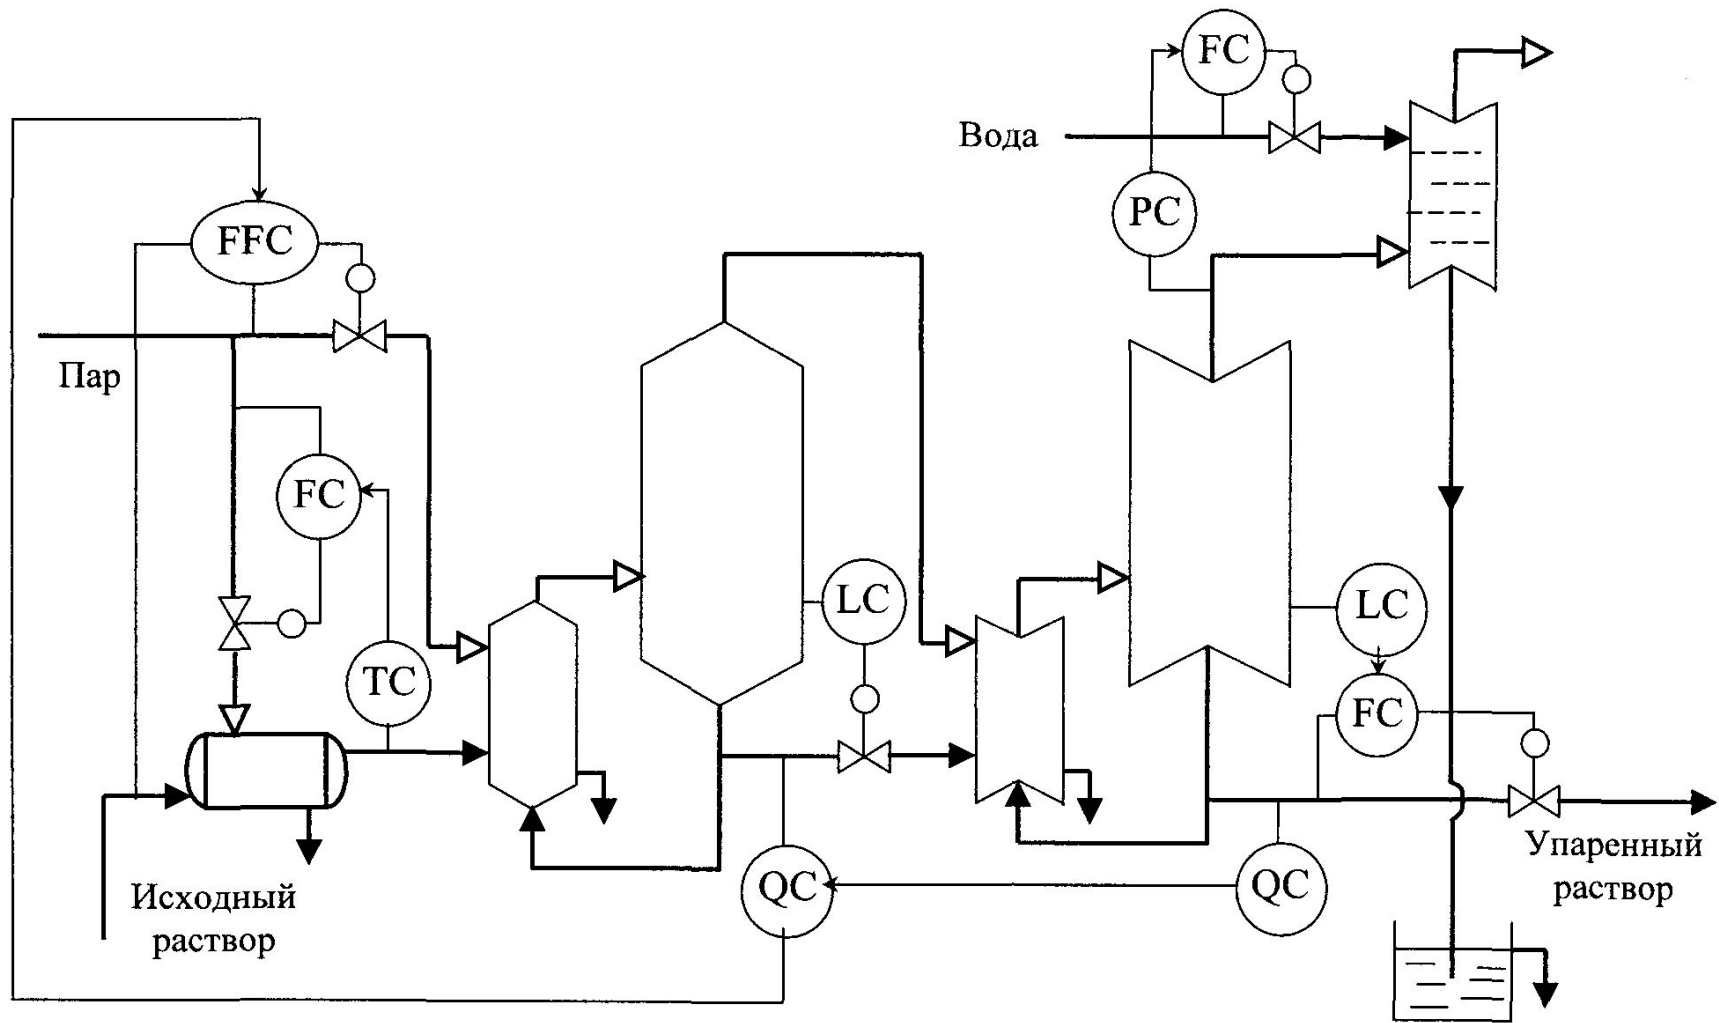 FC
Вода
PC
FFC
Пар
FC
LC
LC
TC
FC
Упаренный
раствор
QC
QC
Исходный
раствор